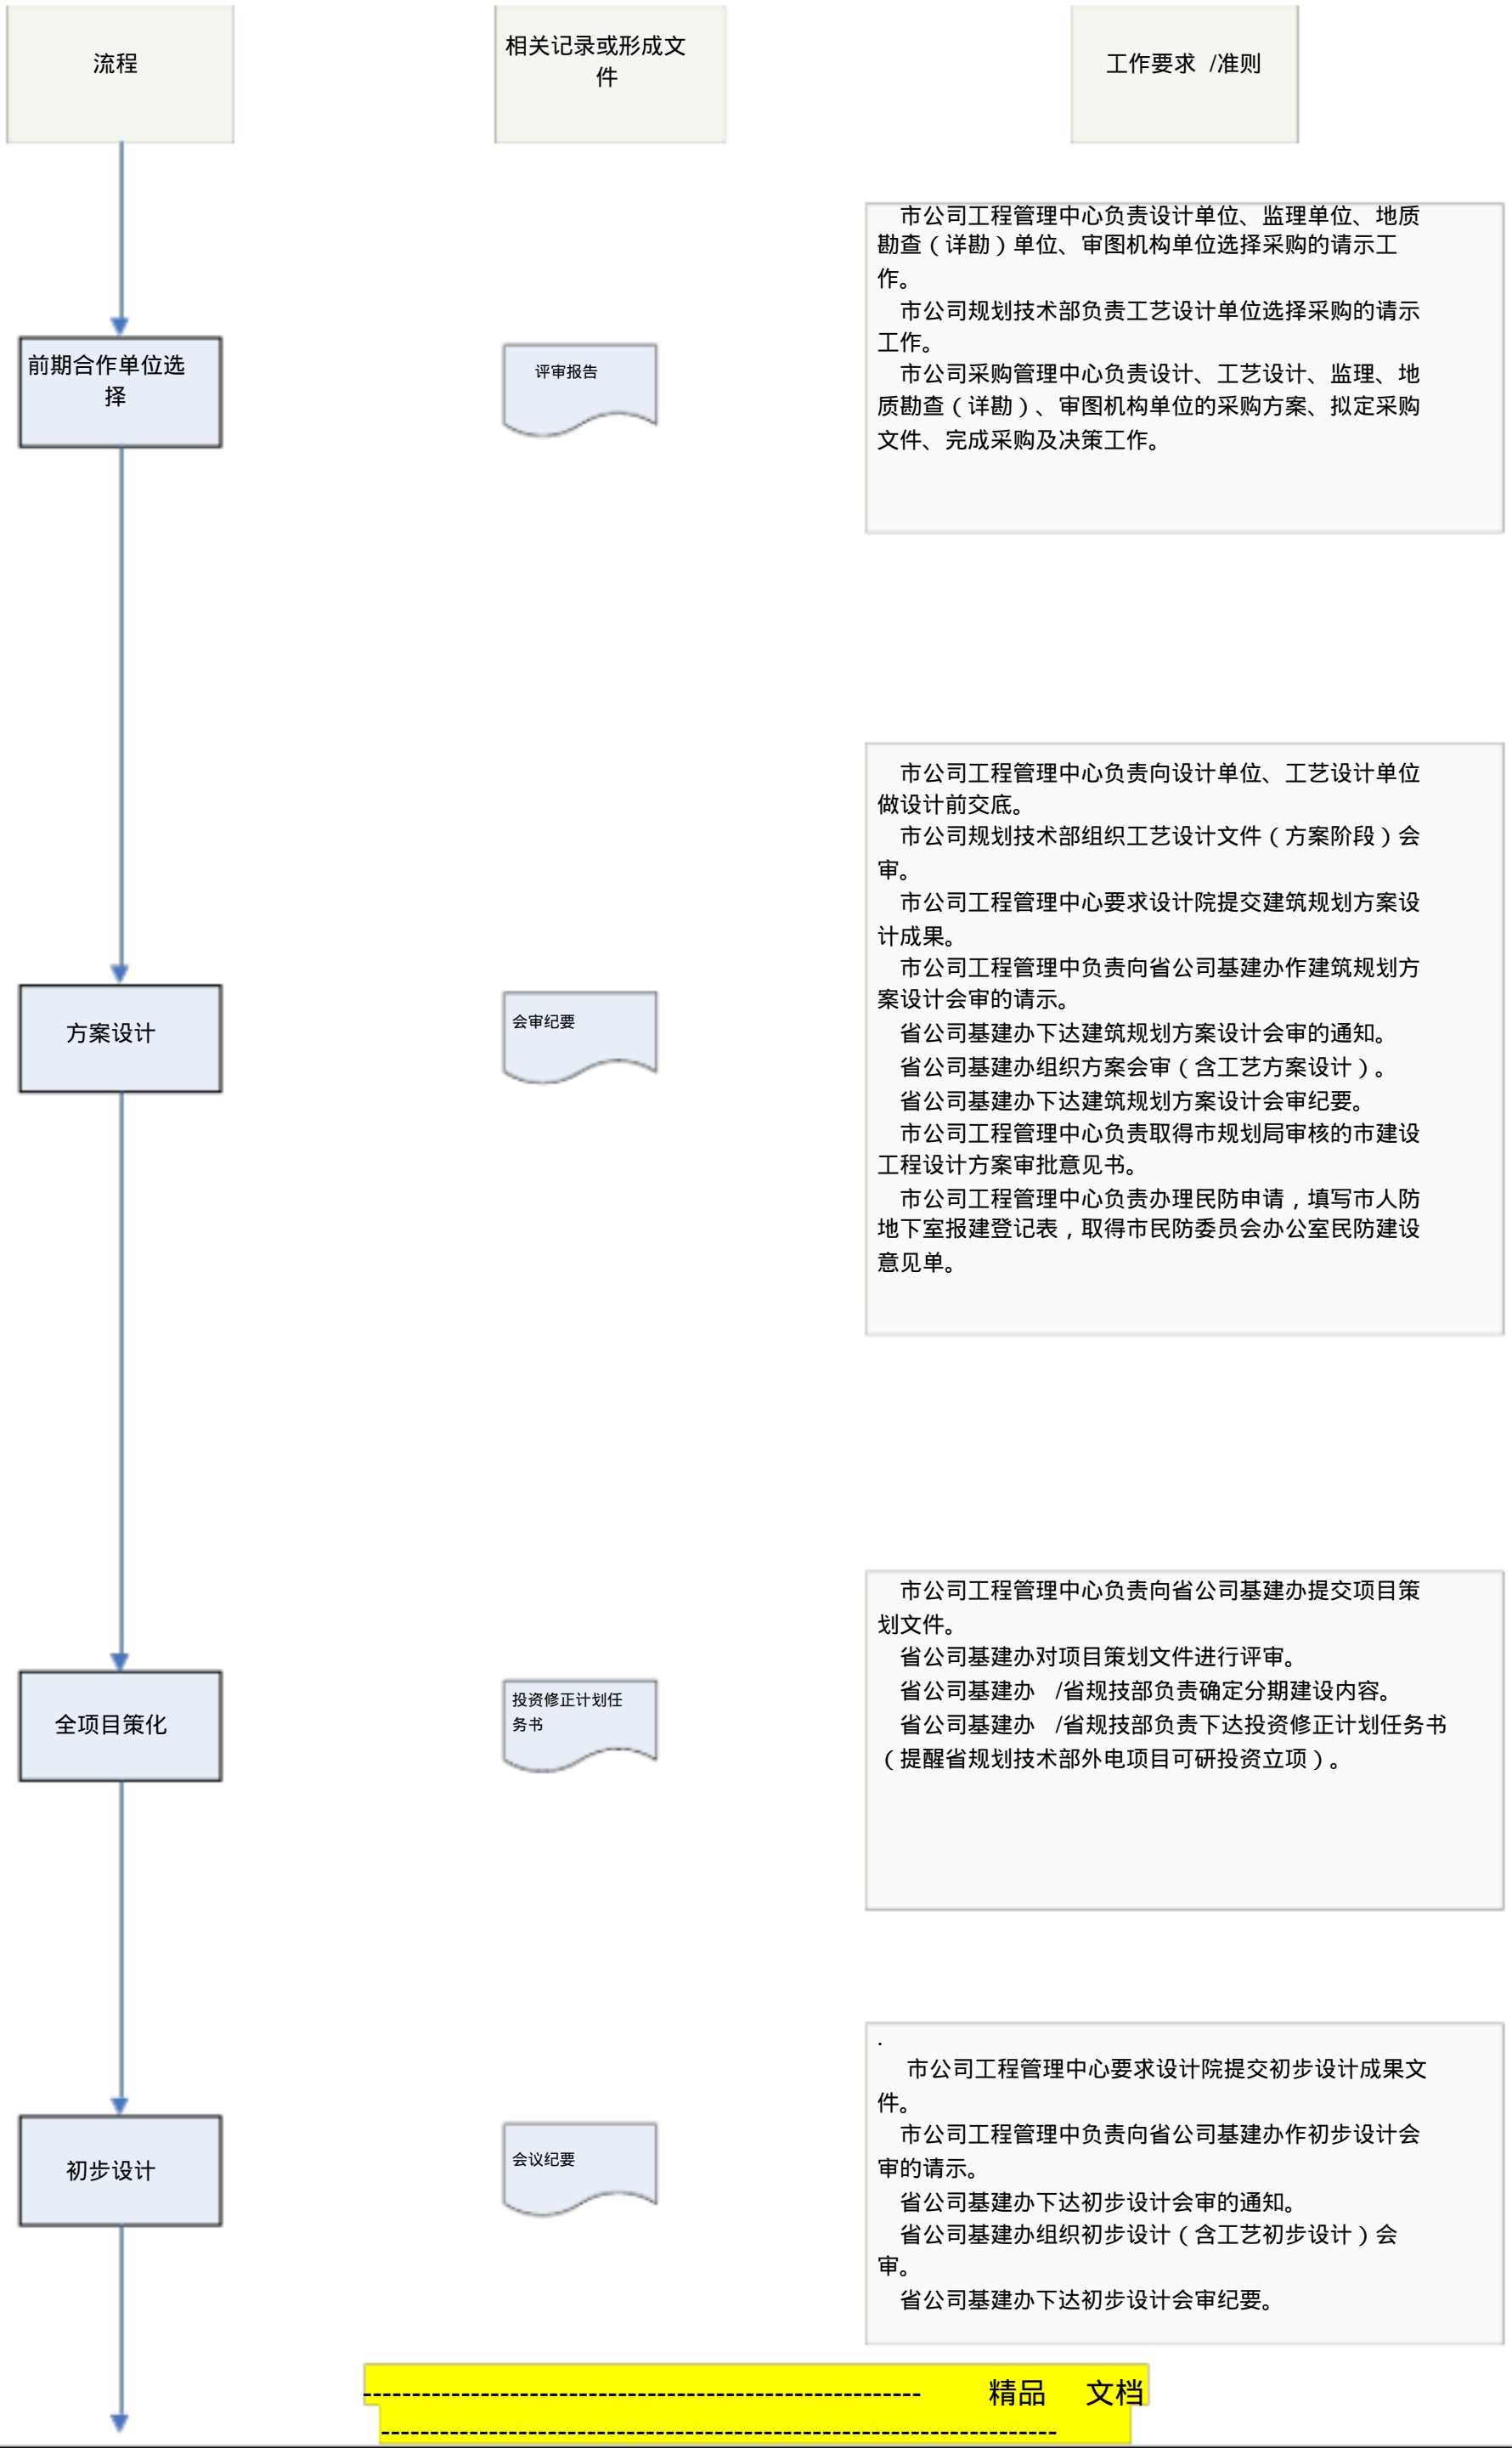 流程
相关记录或形成文
件
工作要求 /准则
市公司工程管理中心负责设计单位、监理单位、地质
勘查（详勘）单位、审图机构单位选择采购的请示工
作。
市公司规划技术部负责工艺设计单位选择采购的请示
工作。
市公司采购管理中心负责设计、工艺设计、监理、地
质勘查（详勘）、审图机构单位的采购方案、拟定采购
文件、完成采购及决策工作。
前期合作单位选
择
评审报告
市公司工程管理中心负责向设计单位、工艺设计单位
做设计前交底。
市公司规划技术部组织工艺设计文件（方案阶段）会
审。
市公司工程管理中心要求设计院提交建筑规划方案设
计成果。
市公司工程管理中负责向省公司基建办作建筑规划方
案设计会审的请示。
省公司基建办下达建筑规划方案设计会审的通知。
省公司基建办组织方案会审（含工艺方案设计）。
省公司基建办下达建筑规划方案设计会审纪要。
市公司工程管理中心负责取得市规划局审核的市建设
工程设计方案审批意见书。
市公司工程管理中心负责办理民防申请，填写市人防
地下室报建登记表，取得市民防委员会办公室民防建设
意见单。
方案设计
会审纪要
市公司工程管理中心负责向省公司基建办提交项目策
划文件。
省公司基建办对项目策划文件进行评审。
省公司基建办 /省规技部负责确定分期建设内容。
省公司基建办 /省规技部负责下达投资修正计划任务书
（提醒省规划技术部外电项目可研投资立项）。
全项目策化
投资修正计划任
务书
.
市公司工程管理中心要求设计院提交初步设计成果文
件。
市公司工程管理中负责向省公司基建办作初步设计会
审的请示。
省公司基建办下达初步设计会审的通知。
省公司基建办组织初步设计（含工艺初步设计）会
审。
省公司基建办下达初步设计会审纪要。
初步设计
会议纪要
--------------------------------------------------------- 精品 文档
---------------------------------------------------------------------